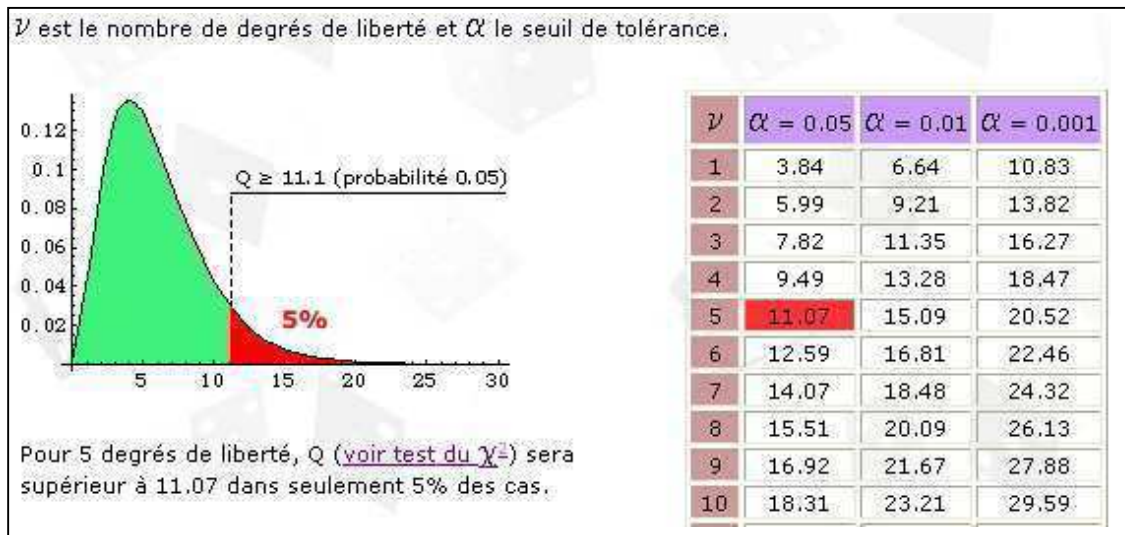 ν est le nombre de degrés de liberté et α le seuil de tolérance.
0.12
0.1
0.08
0.06
0.04
0.02
Q ≥ 11.1 (probabilité 0.05)
5%
5 10 15 20 25 30
Pour 5 degrés de liberté, Q (voir test du χ²) sera
supérieur à 11.07 dans seulement 5% des cas.
ν α = 0.05 α = 0.01 α = 0.001
1 3.84 6.64 10.83
2 5.99 9.21 13.82
3 7.82 11.35 16.27
4 9.49 13.28 18.47
5 11.07 15.09 20.52
6 12.59 16.81 22.46
7 14.07 18.48 24.32
8 15.51 20.09 26.13
9 16.92 21.67 27.88
10 18.31 23.21 29.59